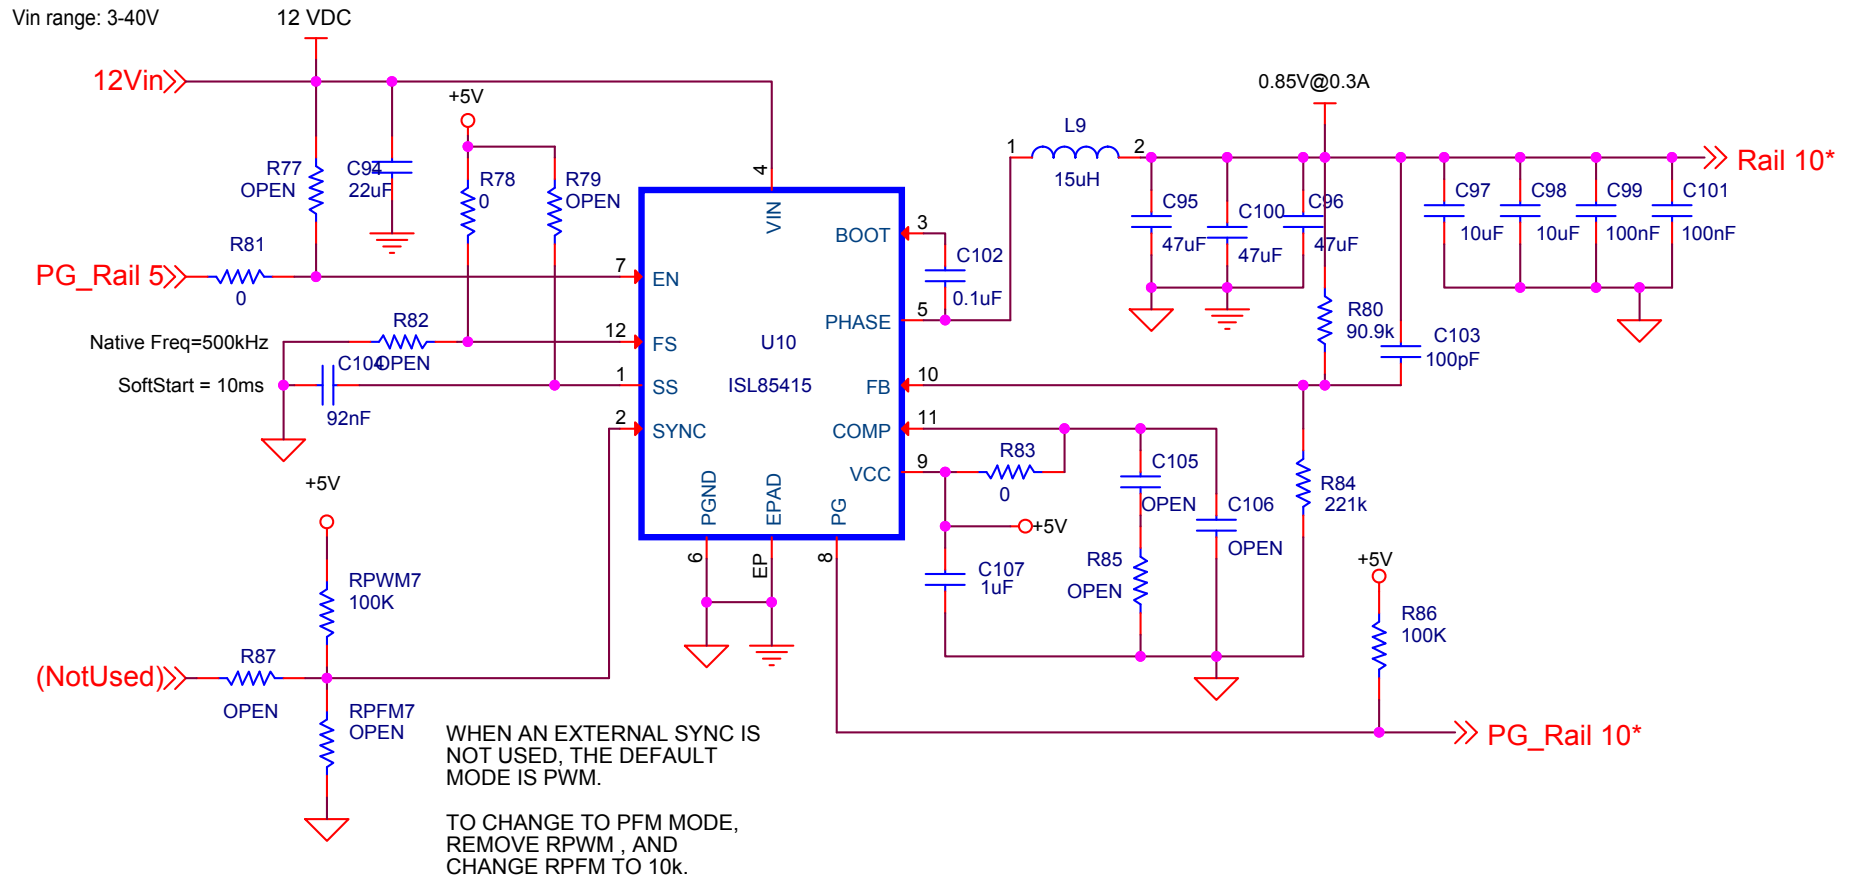 Vin range: 3-40V
12 VDC
12Vin
+5V
0.85V@0.3A
R77
OPEN
C94
22uF
R78
0
R79
OPEN
4
VIN
1
L9
2
15uH
Rail 10*
C95
47uF
C100
47uF
C96
47uF
C97
10uF
C98
10uF
C99
100nF
C101
100nF
R81
0
PG_Rail 5
7
EN
BOOT
3
C102
0.1uF
PHASE
5
R80
90.9k
C103
100pF
Native Freq=500kHz
R82
OPEN
12
FS
U10
ISL85415
SoftStart = 10ms
C104
92nF
1
SS
FB
10
2
SYNC
COMP
11
VCC
9
R83
0
C105
OPEN
C106
OPEN
R84
221k
+5V
PGND
EPAD
PG
6
EP
8
+5V
C107
1uF
R85
OPEN
+5V
R86
100K
RPWM7
100K
(NotUsed)
R87
OPEN
RPFM7
OPEN
PG_Rail 10*
WHEN AN EXTERNAL SYNC IS
NOT USED, THE DEFAULT
MODE IS PWM.
TO CHANGE TO PFM MODE,
REMOVE RPWM , AND
CHANGE RPFM TO 10k.